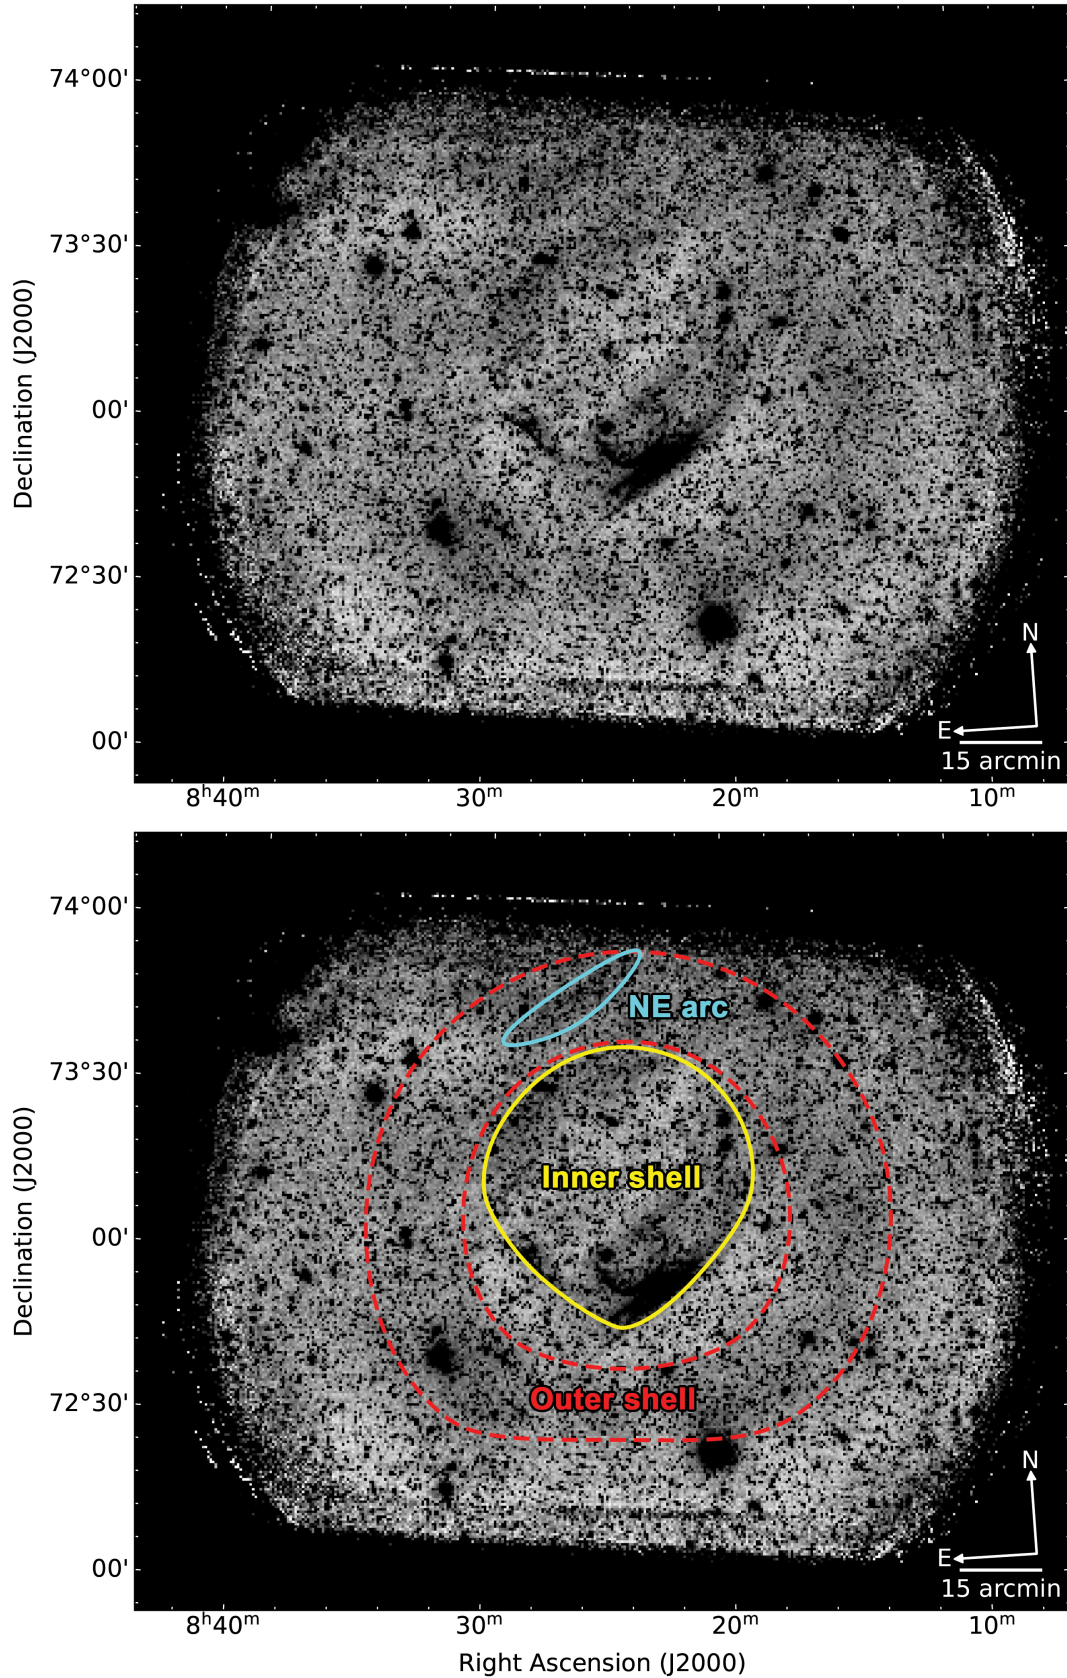 74°00'
73°30'
00'
72°30'
00'
Declination (J2000)
N
E
15 arcmin
8ʰ40ᵐ 30ᵐ 20ᵐ 10ᵐ
74°00'
73°30'
00'
72°30'
00'
Declination (J2000)
NE arc
Inner shell
Outer shell
N
E
15 arcmin
8ʰ40ᵐ 30ᵐ 20ᵐ 10ᵐ
Right Ascension (J2000)